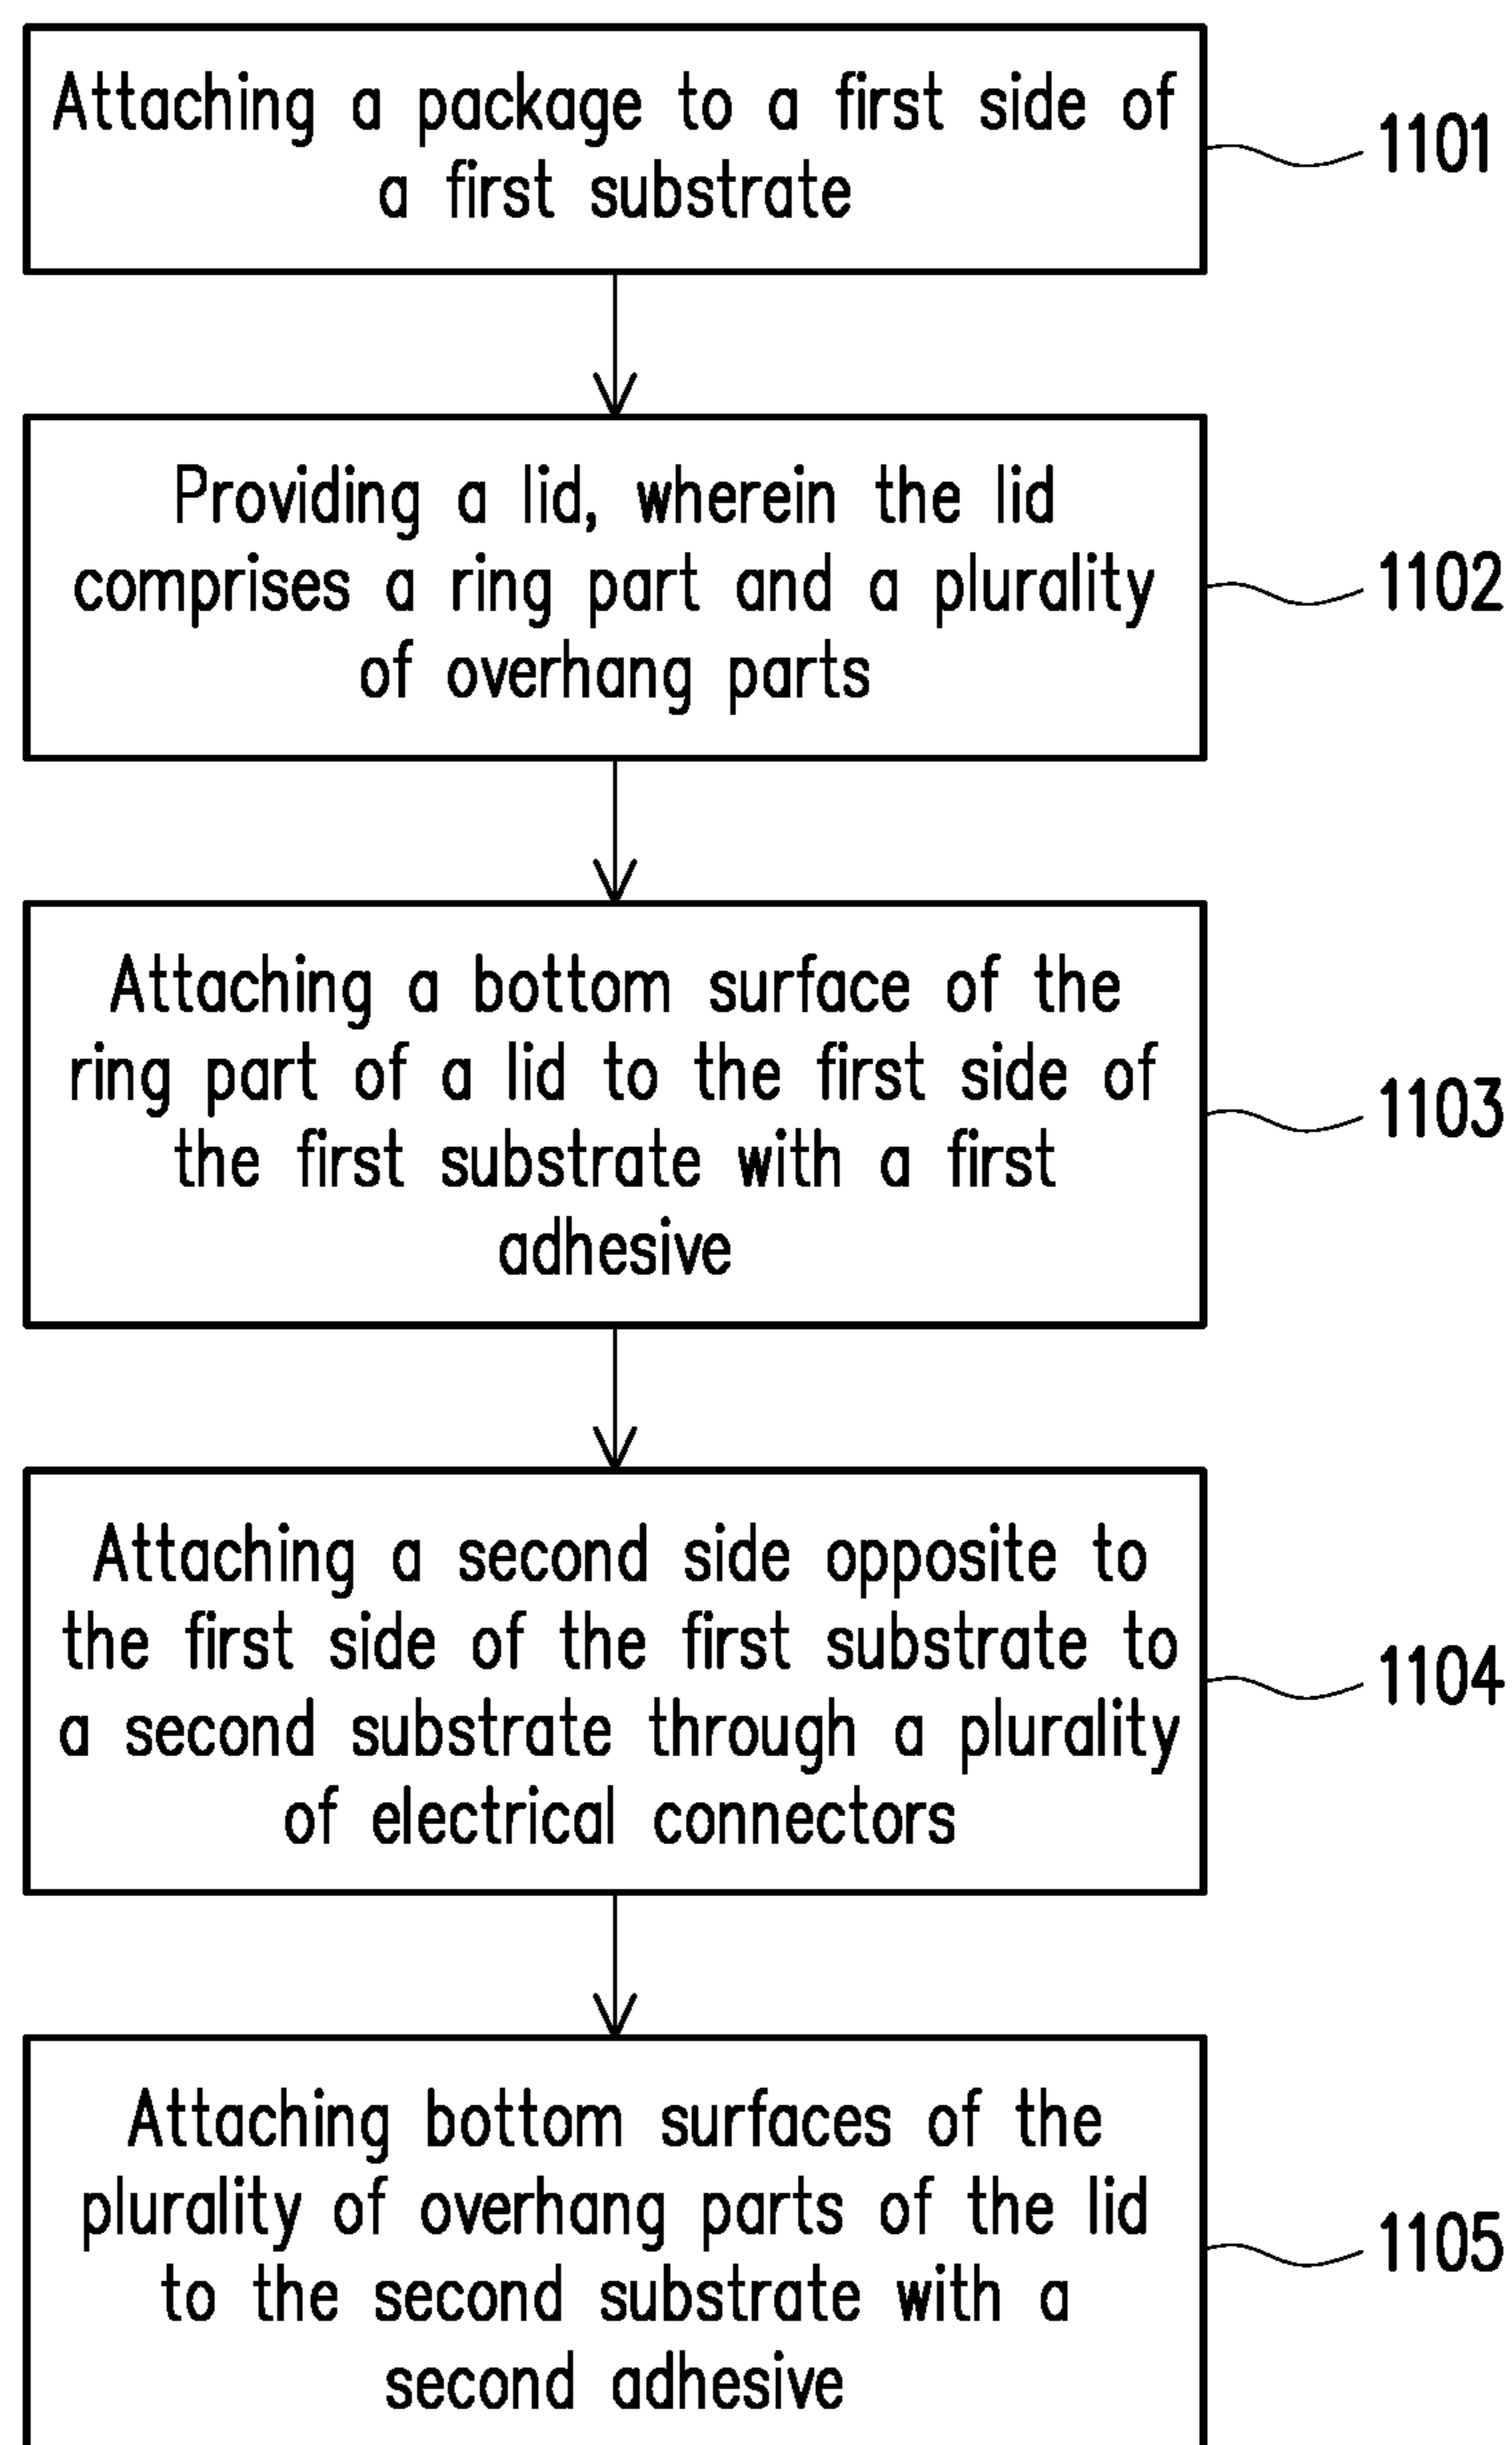 Attaching a package to a first side of
a first substrate
1101
Providing a lid, wherein the lid
comprises a ring part and a plurality
of overhang parts
1102
Attaching a bottom surface of the
ring part of a lid to the first side of
the first substrate with a first
adhesive
1103
Attaching a second side opposite to
the first side of the first substrate to
a second substrate through a plurality
of electrical connectors
1104
Attaching bottom surfaces of the
plurality of overhang parts of the lid
to the second substrate with a
second adhesive
1105